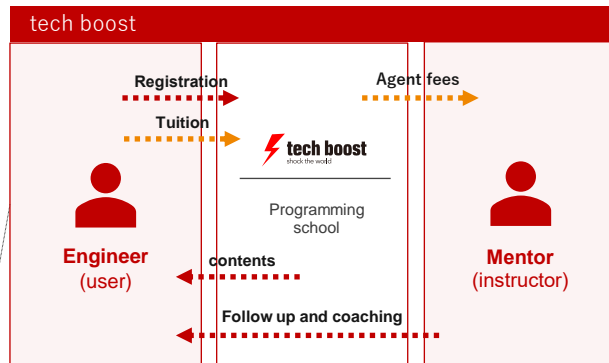 tech boost
Registration
Agent fees
Tuition
tech boost
shock the world
Programming
school
Engineer
(user)
Mentor
(instructor)
contents
Follow up and coaching